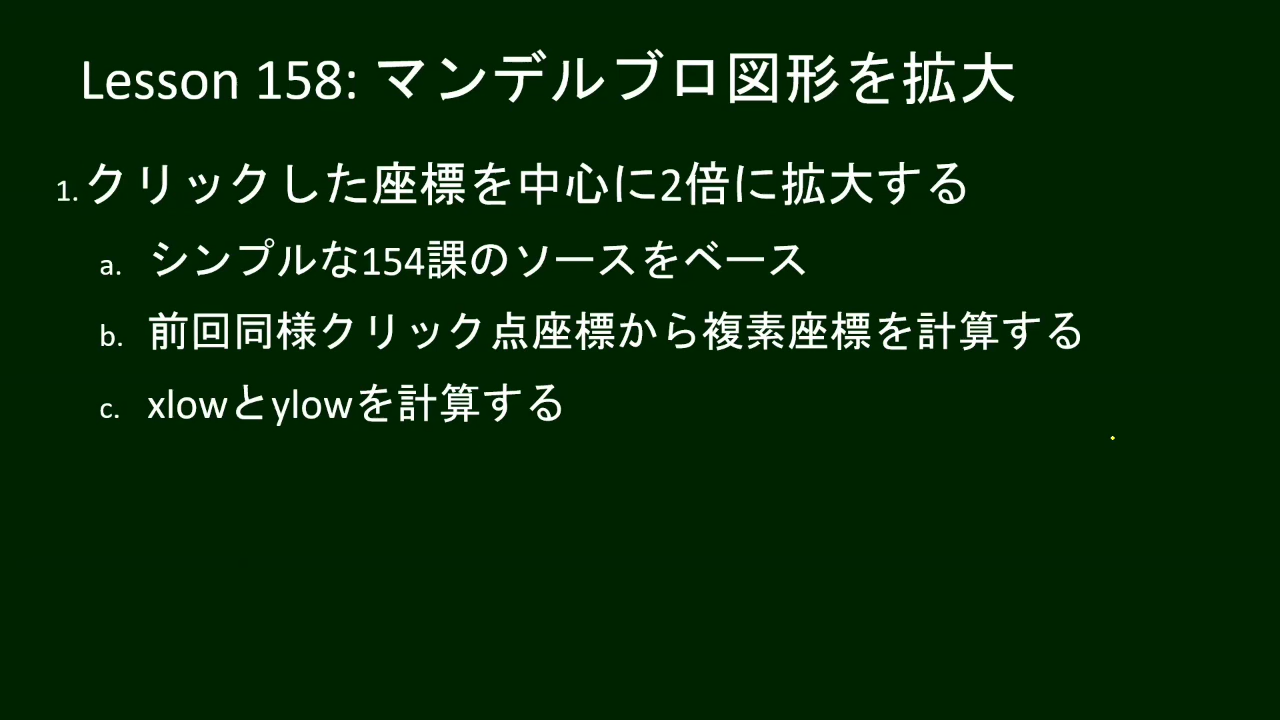 Lesson 158: マンデルブロ図形を拡大
1. クリックした座標を中心に2倍に拡大する
a. シンプルな154課のソースをベース
b. 前回同様クリック点座標から複素座標を計算する
c. xlowとylowを計算する